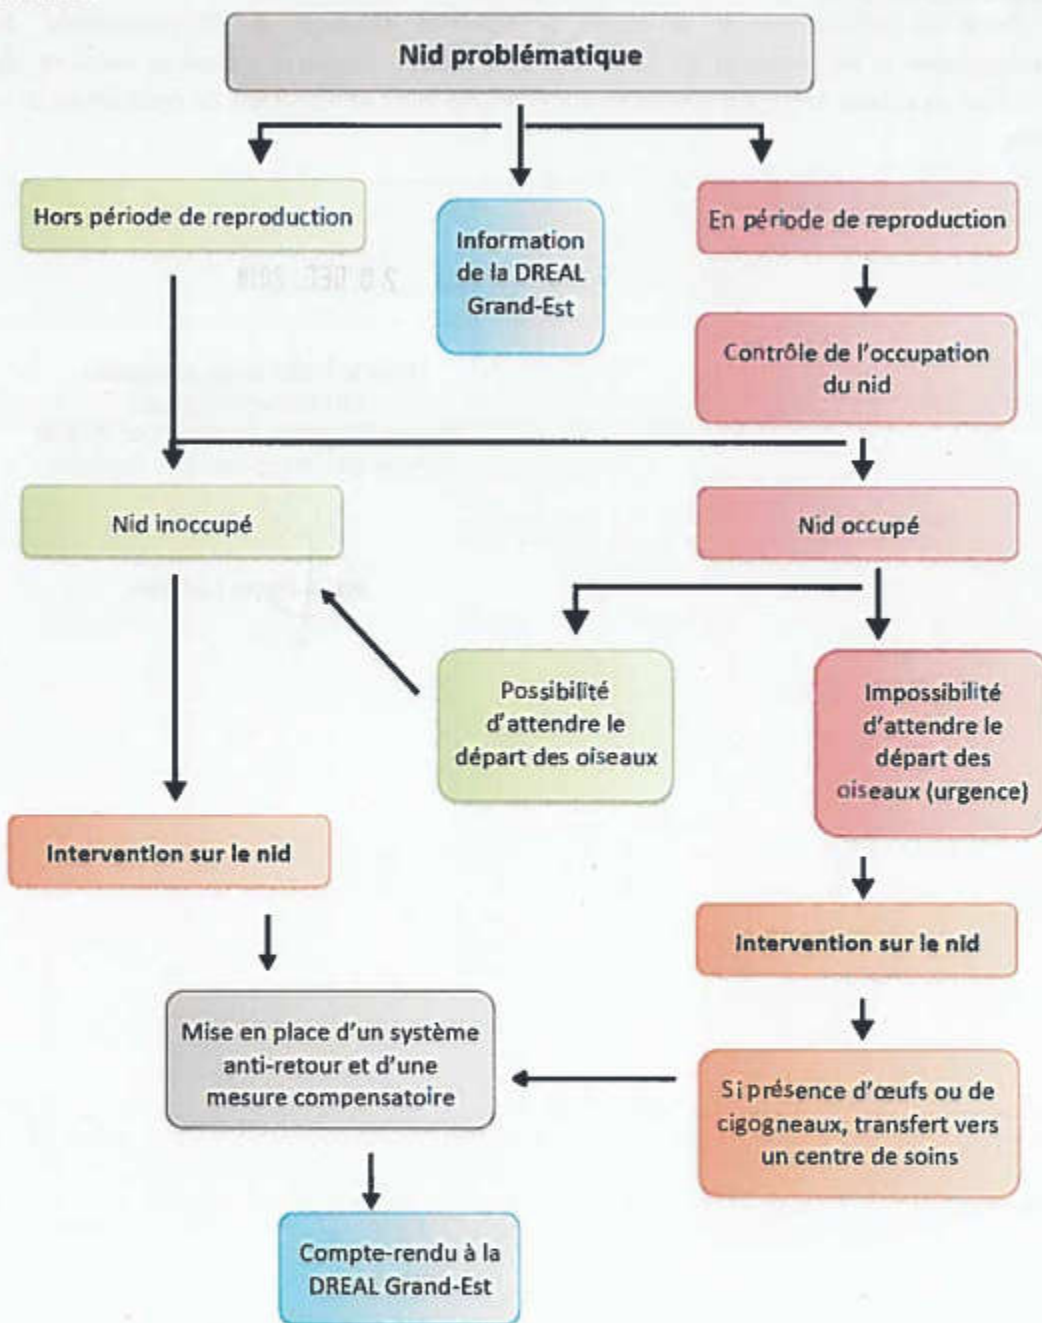 Nid problématique
Hors période de reproduction
Information
de la DREAL
Grand-Est
En période de reproduction
Contrôle de l'occupation
du nid
Nid inoccupé
Nid occupé
Possibilité
d'attendre le
départ des oiseaux
Impossibilité
d'attendre le
départ des
oiseaux (urgence)
Intervention sur le nid
Intervention sur le nid
Mise en place d'un système
anti-retour et d'une
mesure compensatoire
Si présence d'œufs ou de
cigogneaux, transfert vers
un centre de soins
Compte-rendu à la
DREAL Grand-Est